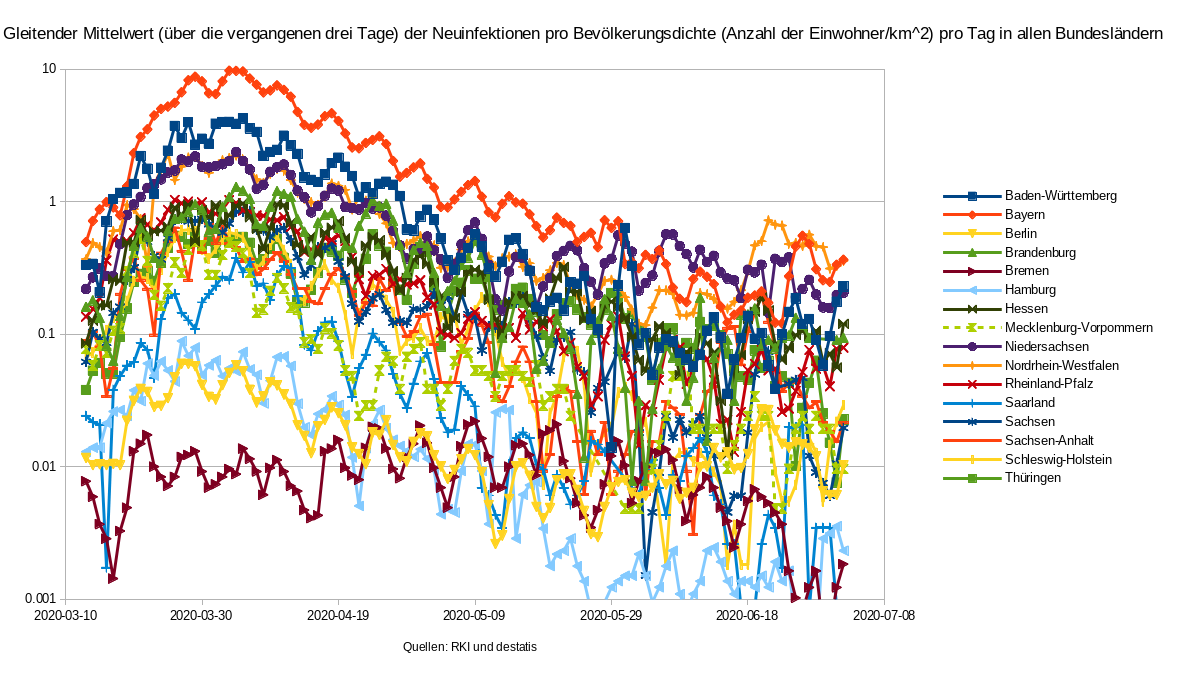 Gleitender Mittelwert (über die vergangenen drei Tage) der Neuinfektionen pro Bevölkerungsdichte (Anzahl der Einwohner/km^2) pro Tag in allen Bundesländern
10
1
0.1
0.01
0.001
2020-03-10
2020-03-30
2020-04-19
2020-05-09
2020-05-29
2020-06-18
2020-07-08
Quellen: RKI und destatis
Baden-Württemberg
Bayern
Berlin
Brandenburg
Bremen
Hamburg
Hessen
Mecklenburg-Vorpommern
Niedersachsen
Nordrhein-Westfalen
Rheinland-Pfalz
Saarland
Sachsen
Sachsen-Anhalt
Schleswig-Holstein
Thüringen